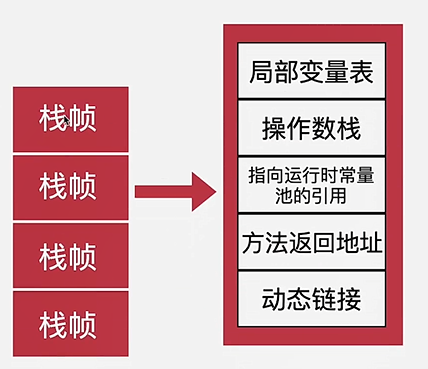 栈帧
栈帧
栈帧
栈帧
局部变量表
操作数栈
指向运行时常量
池的引用
方法返回地址
动态链接